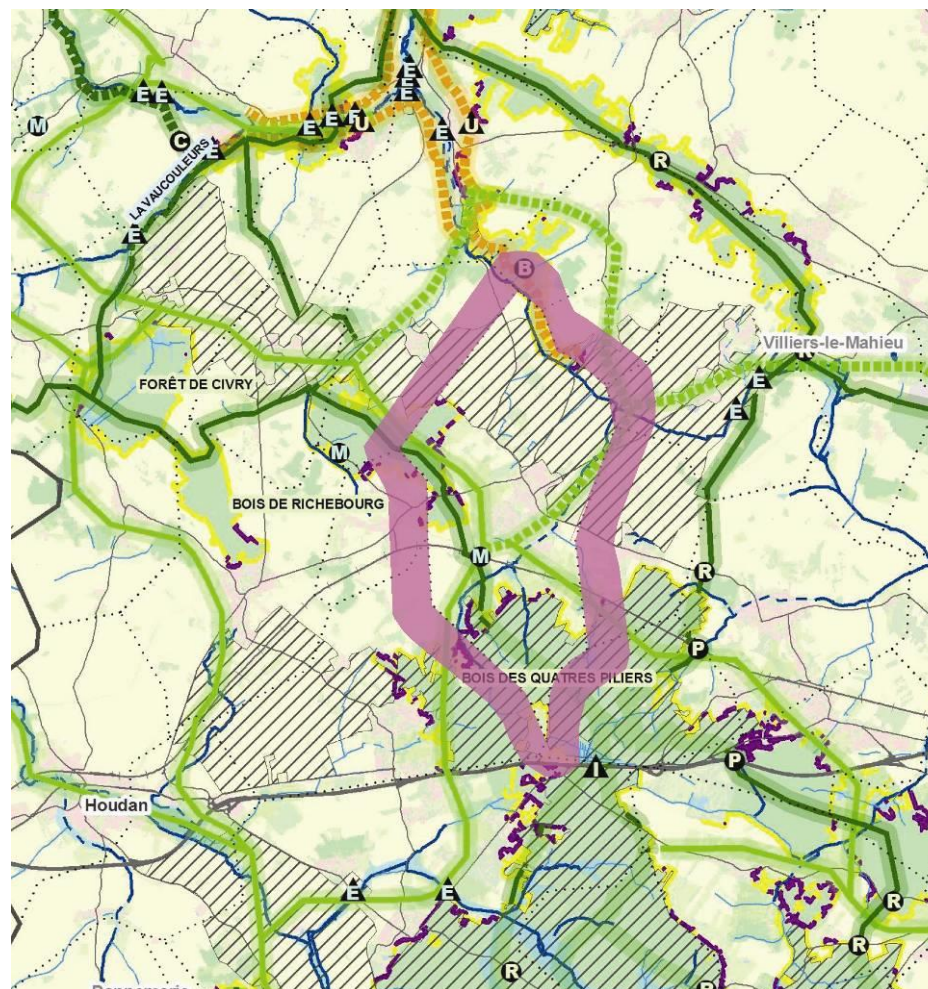 E
E
E
E
E
M
C
E
E
E
U
E
U
R
LA VAUCOULEURS
E
E
B
Villiers-le-Mahieu
R
E
E
FORÊT DE CIVRY
M
BOIS DE RICHEBOURG
M
R
P
BOIS DES QUATRES PILIERS
P
I
Houdan
E
E
R
R
R
P